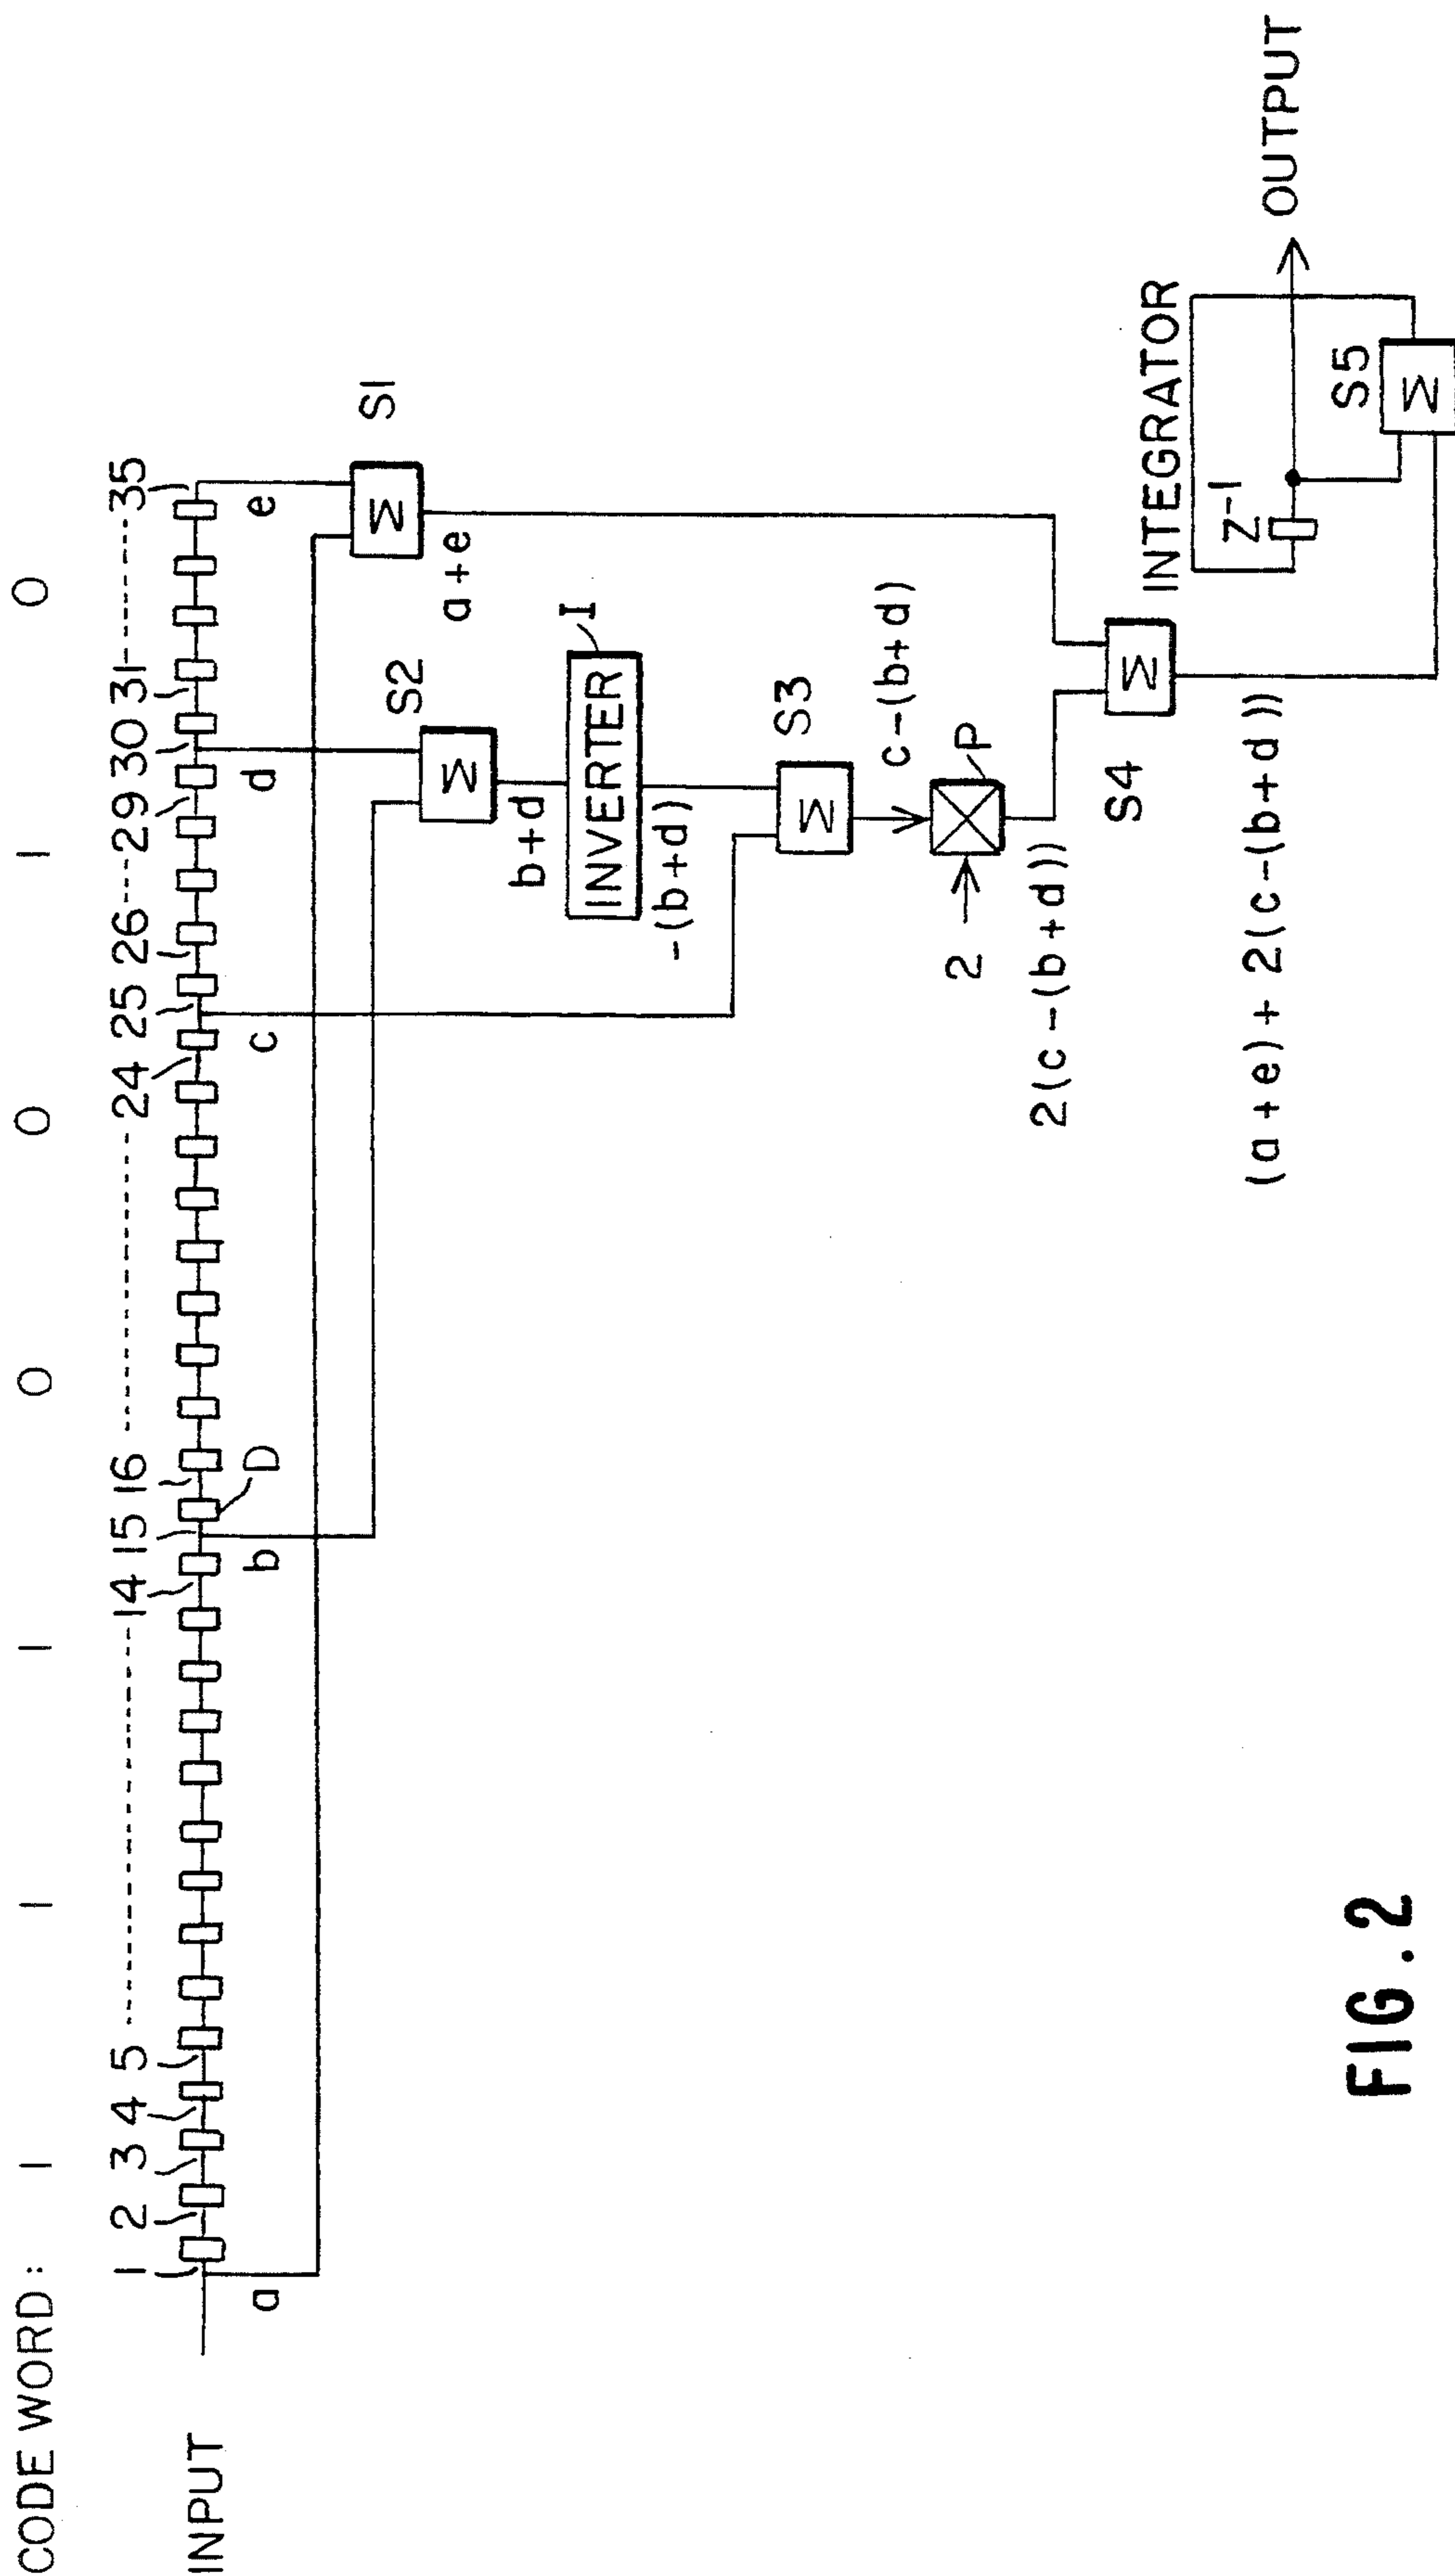 CODE WORD: 1 1 1 0 0 1 0
1 2 3 4 5 14 15 16 24 25 26 29 30 31 35
INPUT
D
a b c d e
S1
Σ
a+e
S2
Σ
b+d
I
INVERTER
-(b+d)
S3
Σ
c-(b+d)
2
P
2(c-(b+d))
S4
Σ
(a+e)+2(c-(b+d))
INTEGRATOR
Z-1
S5
Σ
OUTPUT
FIG. 2